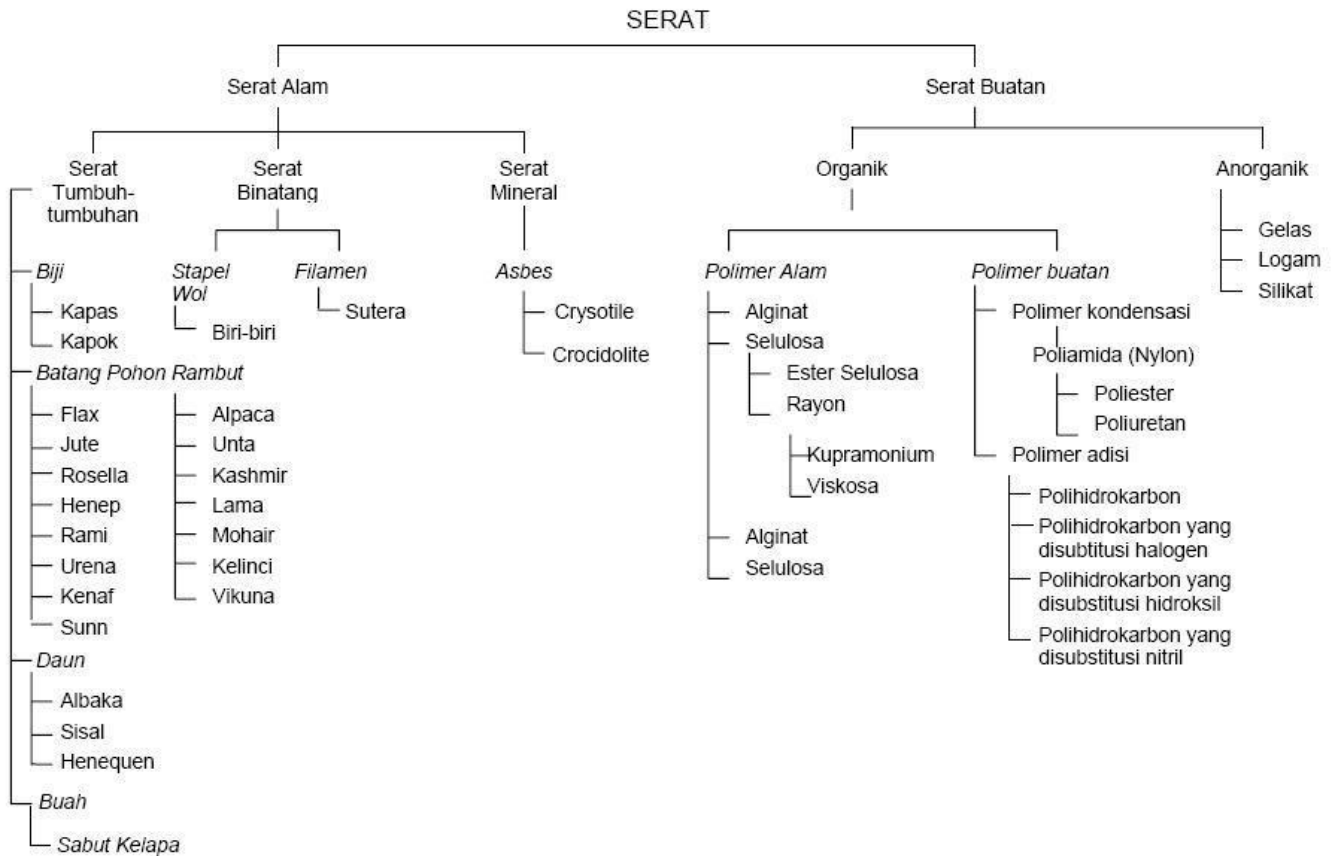 SERAT
Serat Alam
Serat Buatan
Serat
Tumbuh-
tumbuhan
Serat
Binatang
Serat
Mineral
Organik
Anorganik
Biji
Kapas
Kapok
Batang Pohon Rambut
Flax
Jute
Rosella
Henep
Rami
Urena
Kenaf
Sunn
Daun
Albaka
Sisal
Henequen
Buah
Sabut Kelapa
Stapel
Wol
Biri-biri
Alpaca
Unta
Kashmir
Lama
Mohair
Kelinci
Vikuna
Filamen
Sutera
Asbes
Crysotile
Crocidolite
Polimer Alam
Alginat
Selulosa
Ester Selulosa
Rayon
Kupramonium
Viskosa
Alginat
Selulosa
Polimer buatan
Polimer kondensasi
Poliamida (Nylon)
Poliester
Poliuretan
Polimer adisi
Polihidrokarbon
Polihidrokarbon yang
disubtitusi halogen
Polihidrokarbon yang
disubstitusi hidroksil
Polihidrokarbon yang
disubstitusi nitril
Gelas
Logam
Silikat